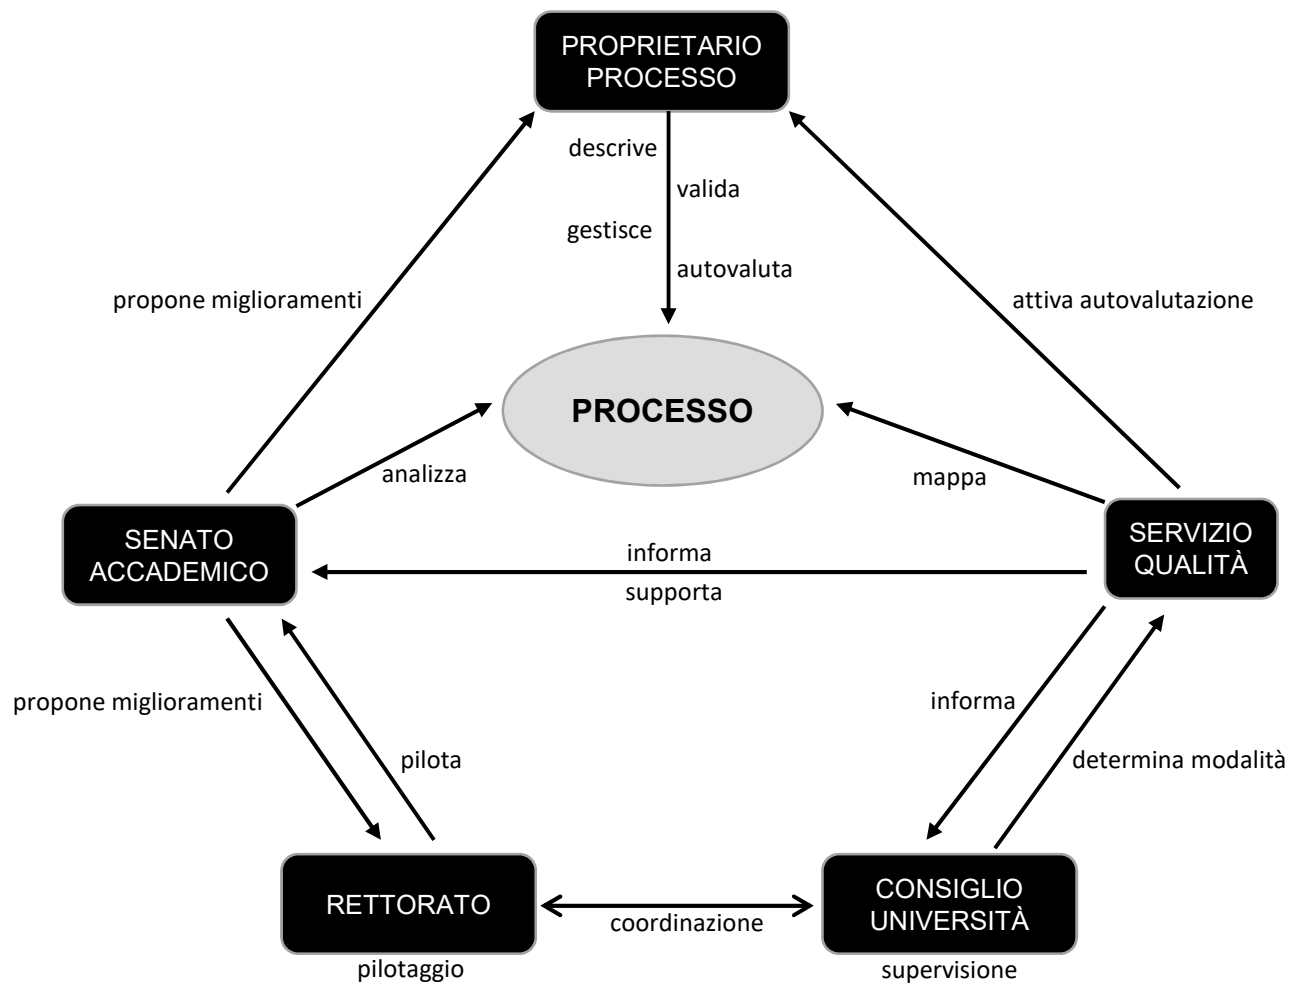 PROPRIETARIO
PROCESSO
descrive
valida
gestisce
autovaluta
propone miglioramenti
attiva autovalutazione
PROCESSO
analizza
mappa
SENATO
ACCADEMICO
SERVIZIO
QUALITÀ
informa
supporta
propone miglioramenti
informa
pilota
determina modalità
RETTORATO
CONSIGLIO
UNIVERSITÀ
coordinazione
pilotaggio
supervisione